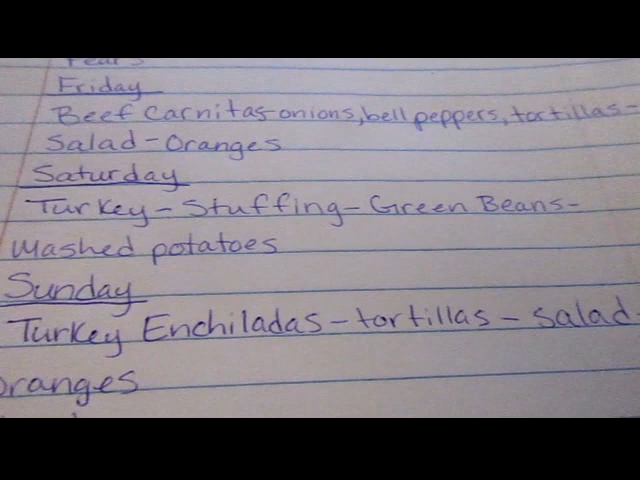 Pears
Friday
Beef Carnitas-onions, bell peppers, tortillas-
Salad-Oranges
Saturday
Turkey-Stuffing-Green Beans-
Mashed potatoes
Sunday
Turkey Enchiladas-tortillas-salad-
Oranges